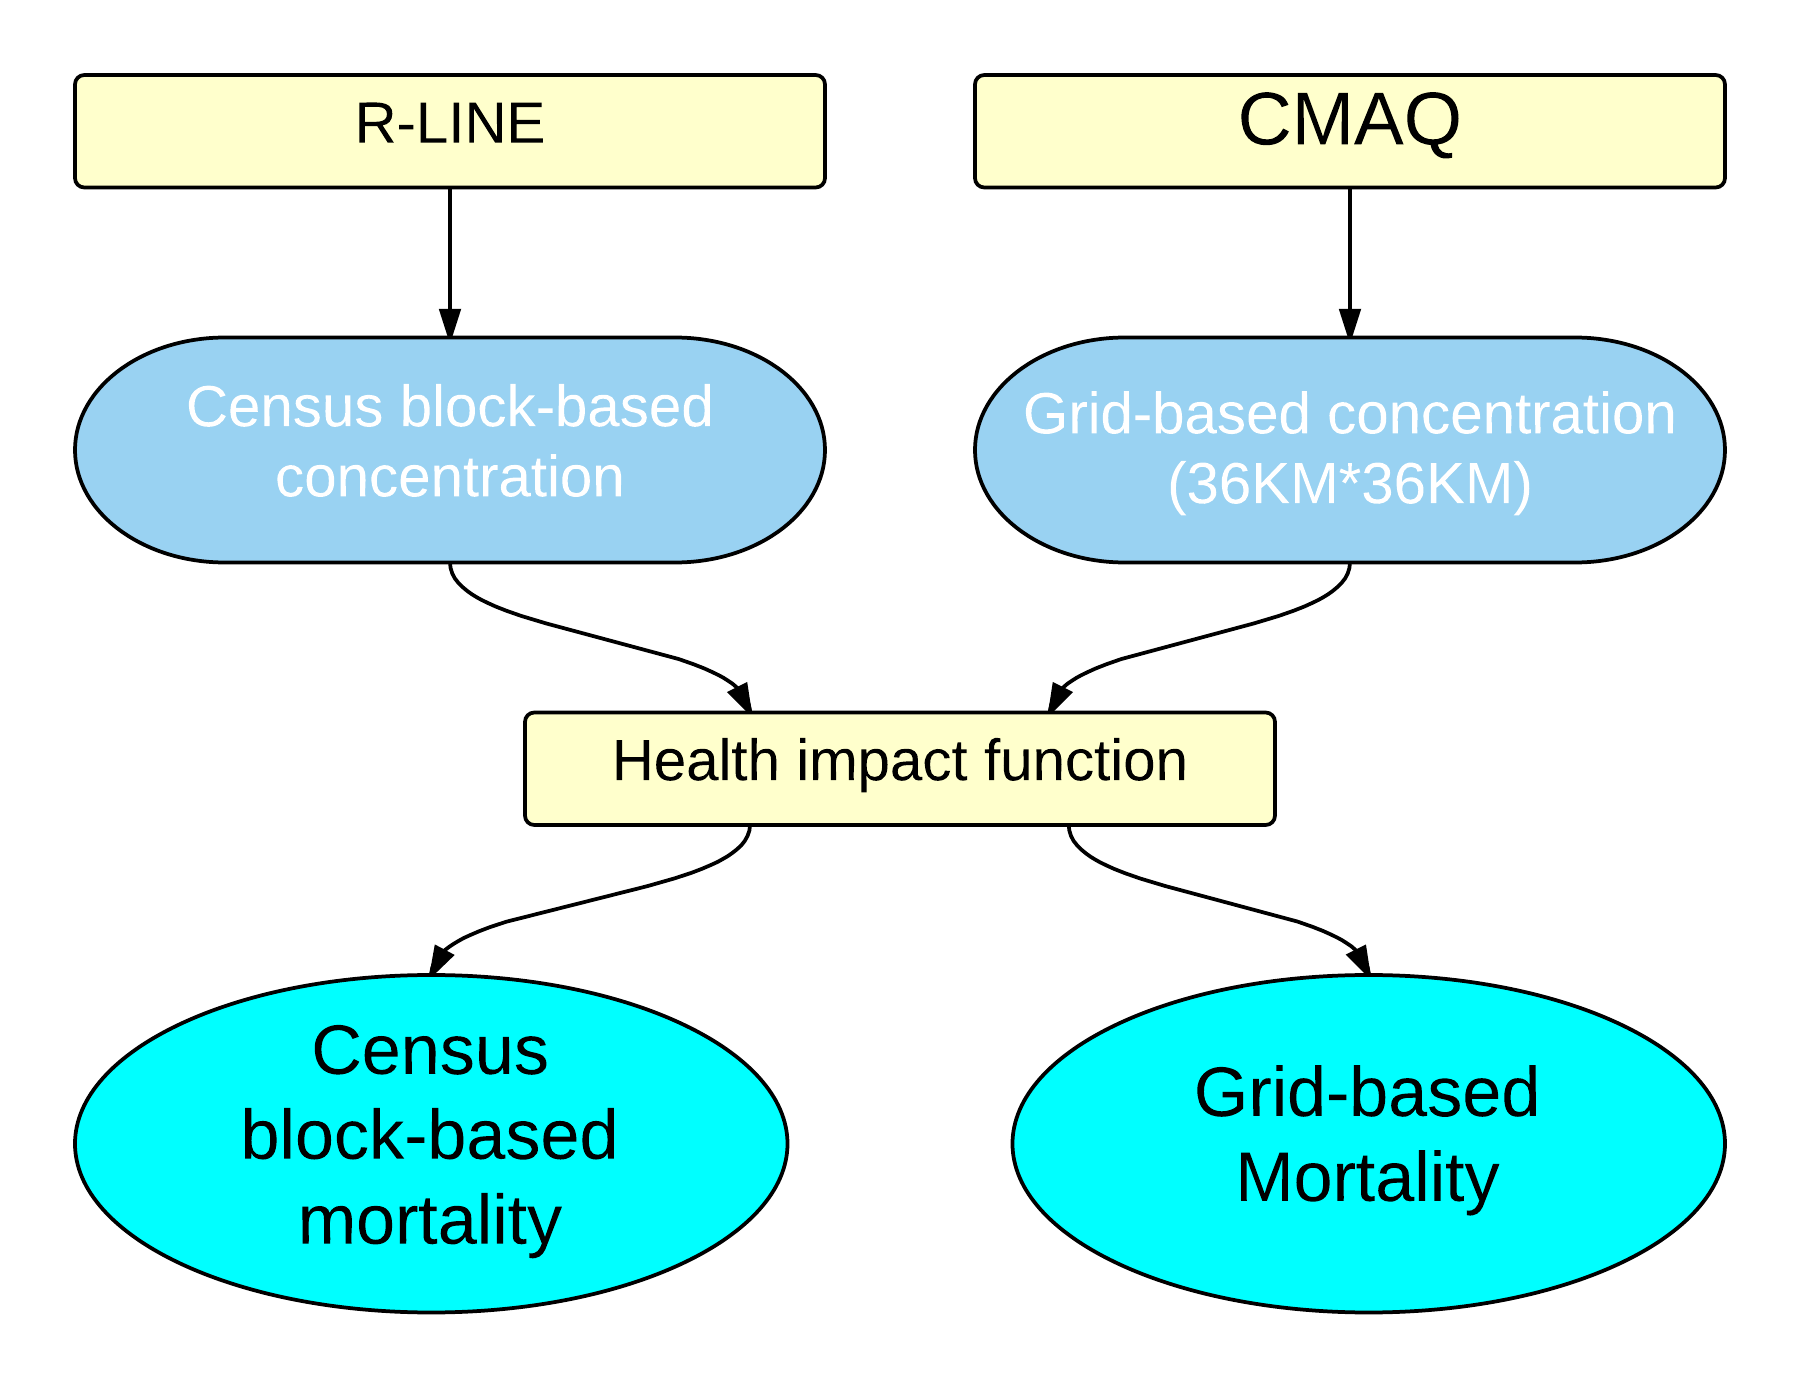 R-LINE
CMAQ
Census block-based
concentration
Grid-based concentration
(36KM*36KM)
Health impact function
Census
block-based
mortality
Grid-based
Mortality